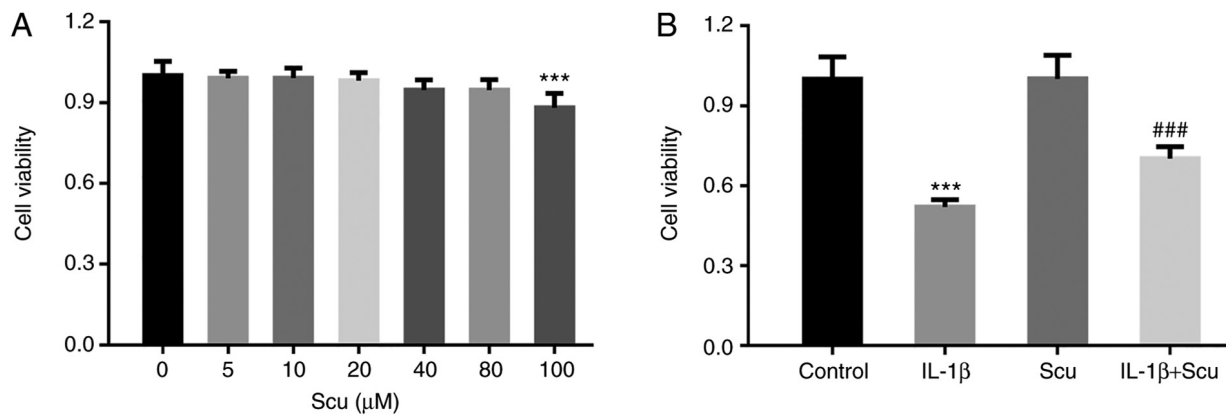 A
Cell viability
1.2
0.9
0.6
0.3
0.0
***
0 5 10 20 40 80 100
Scu (μM)
B
Cell viability
1.2
0.9
0.6
0.3
0.0
***
###
Control IL-1β Scu IL-1β+Scu